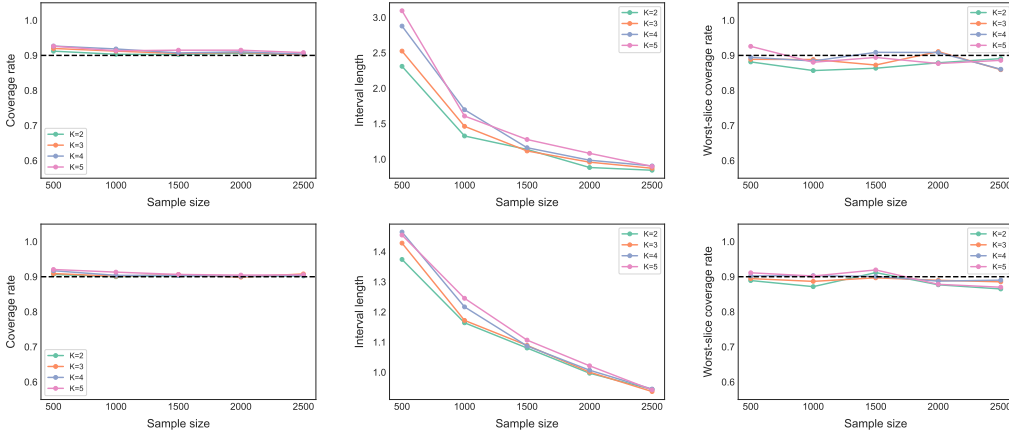 1.0
0.9
0.8
0.7
0.6
Coverage rate
K=2
K=3
K=4
K=5
500 1000 1500 2000 2500
Sample size
3.0
2.5
2.0
1.5
1.0
Interval length
K=2
K=3
K=4
K=5
500 1000 1500 2000 2500
Sample size
1.0
0.9
0.8
0.7
0.6
Worst-slice coverage rate
K=2
K=3
K=4
K=5
500 1000 1500 2000 2500
Sample size
1.0
0.9
0.8
0.7
0.6
Coverage rate
K=2
K=3
K=4
K=5
500 1000 1500 2000 2500
Sample size
1.4
1.3
1.2
1.1
1.0
Interval length
K=2
K=3
K=4
K=5
500 1000 1500 2000 2500
Sample size
1.0
0.9
0.8
0.7
0.6
Worst-slice coverage rate
K=2
K=3
K=4
K=5
500 1000 1500 2000 2500
Sample size